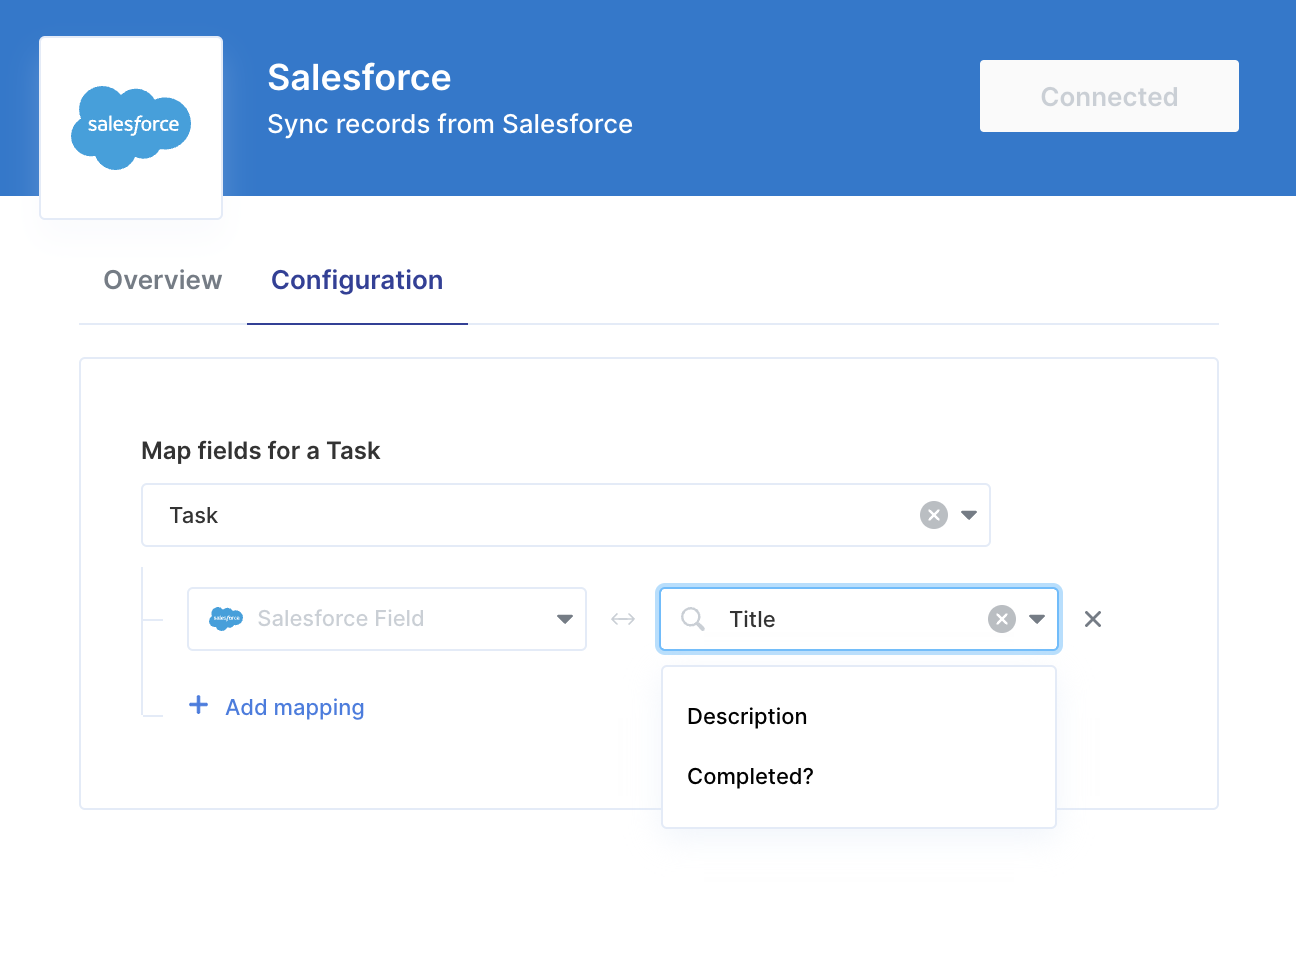 salesforce
Salesforce
Sync records from Salesforce
Connected
Overview
Configuration
Map fields for a Task
Task
salesforce
Salesforce Field
Title
Add mapping
Description
Completed?